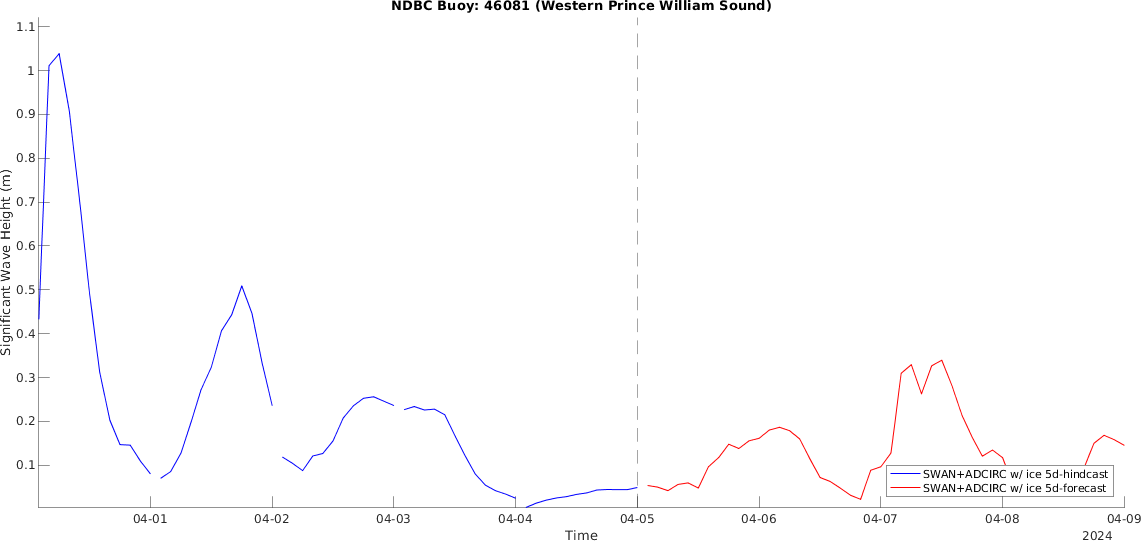 NDBC Buoy: 46081 (Western Prince William Sound)
1.1
1
0.9
0.8
0.7
0.6
0.5
0.4
0.3
0.2
0.1
Significant Wave Height (m)
SWAN+ADCIRC w/ ice 5d-hindcast
SWAN+ADCIRC w/ ice 5d-forecast
04-01 04-02 04-03 04-04 04-05 04-06 04-07 04-08 04-09
Time
2024